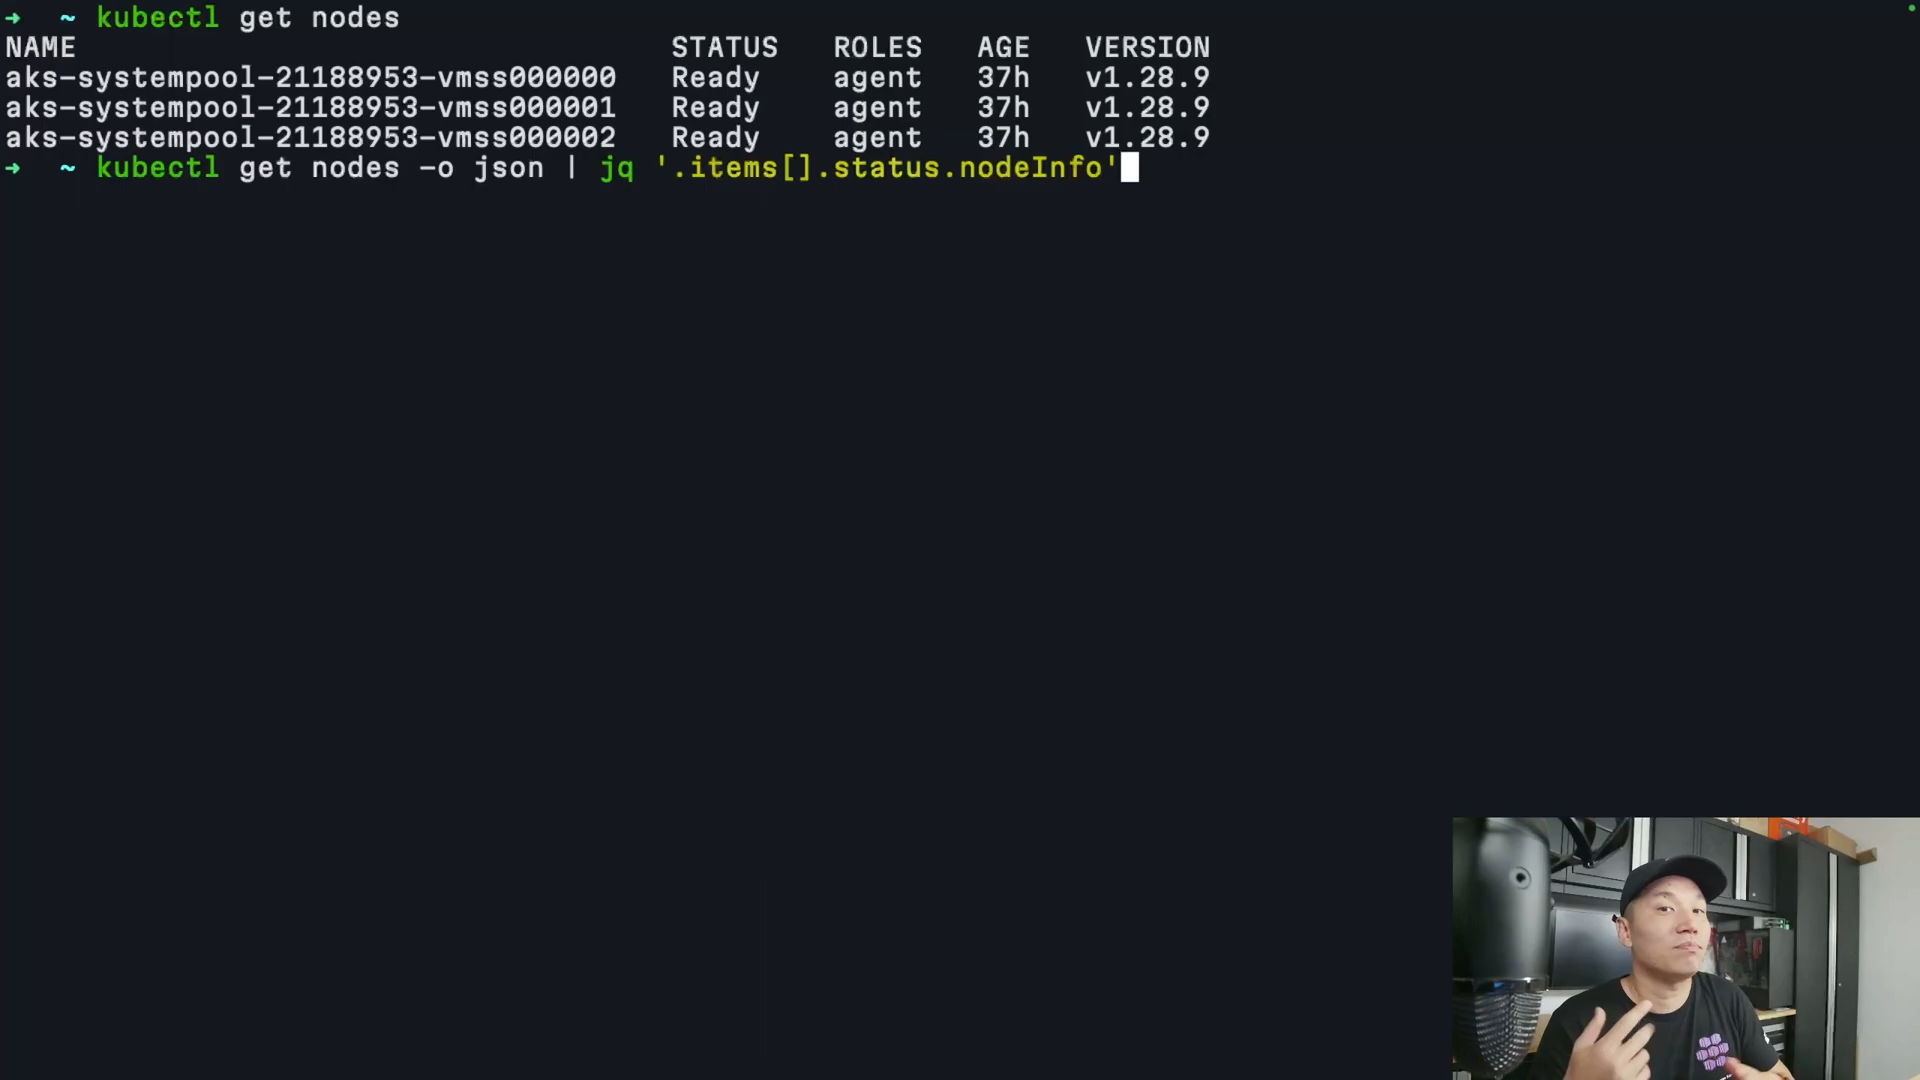 ➜  ~ kubectl get nodes
NAME                                STATUS   ROLES   AGE   VERSION
aks-systempool-21188953-vmss000000   Ready    agent   37h   v1.28.9
aks-systempool-21188953-vmss000001   Ready    agent   37h   v1.28.9
aks-systempool-21188953-vmss000002   Ready    agent   37h   v1.28.9
➜  ~ kubectl get nodes -o json | jq '.items[].status.nodeInfo'